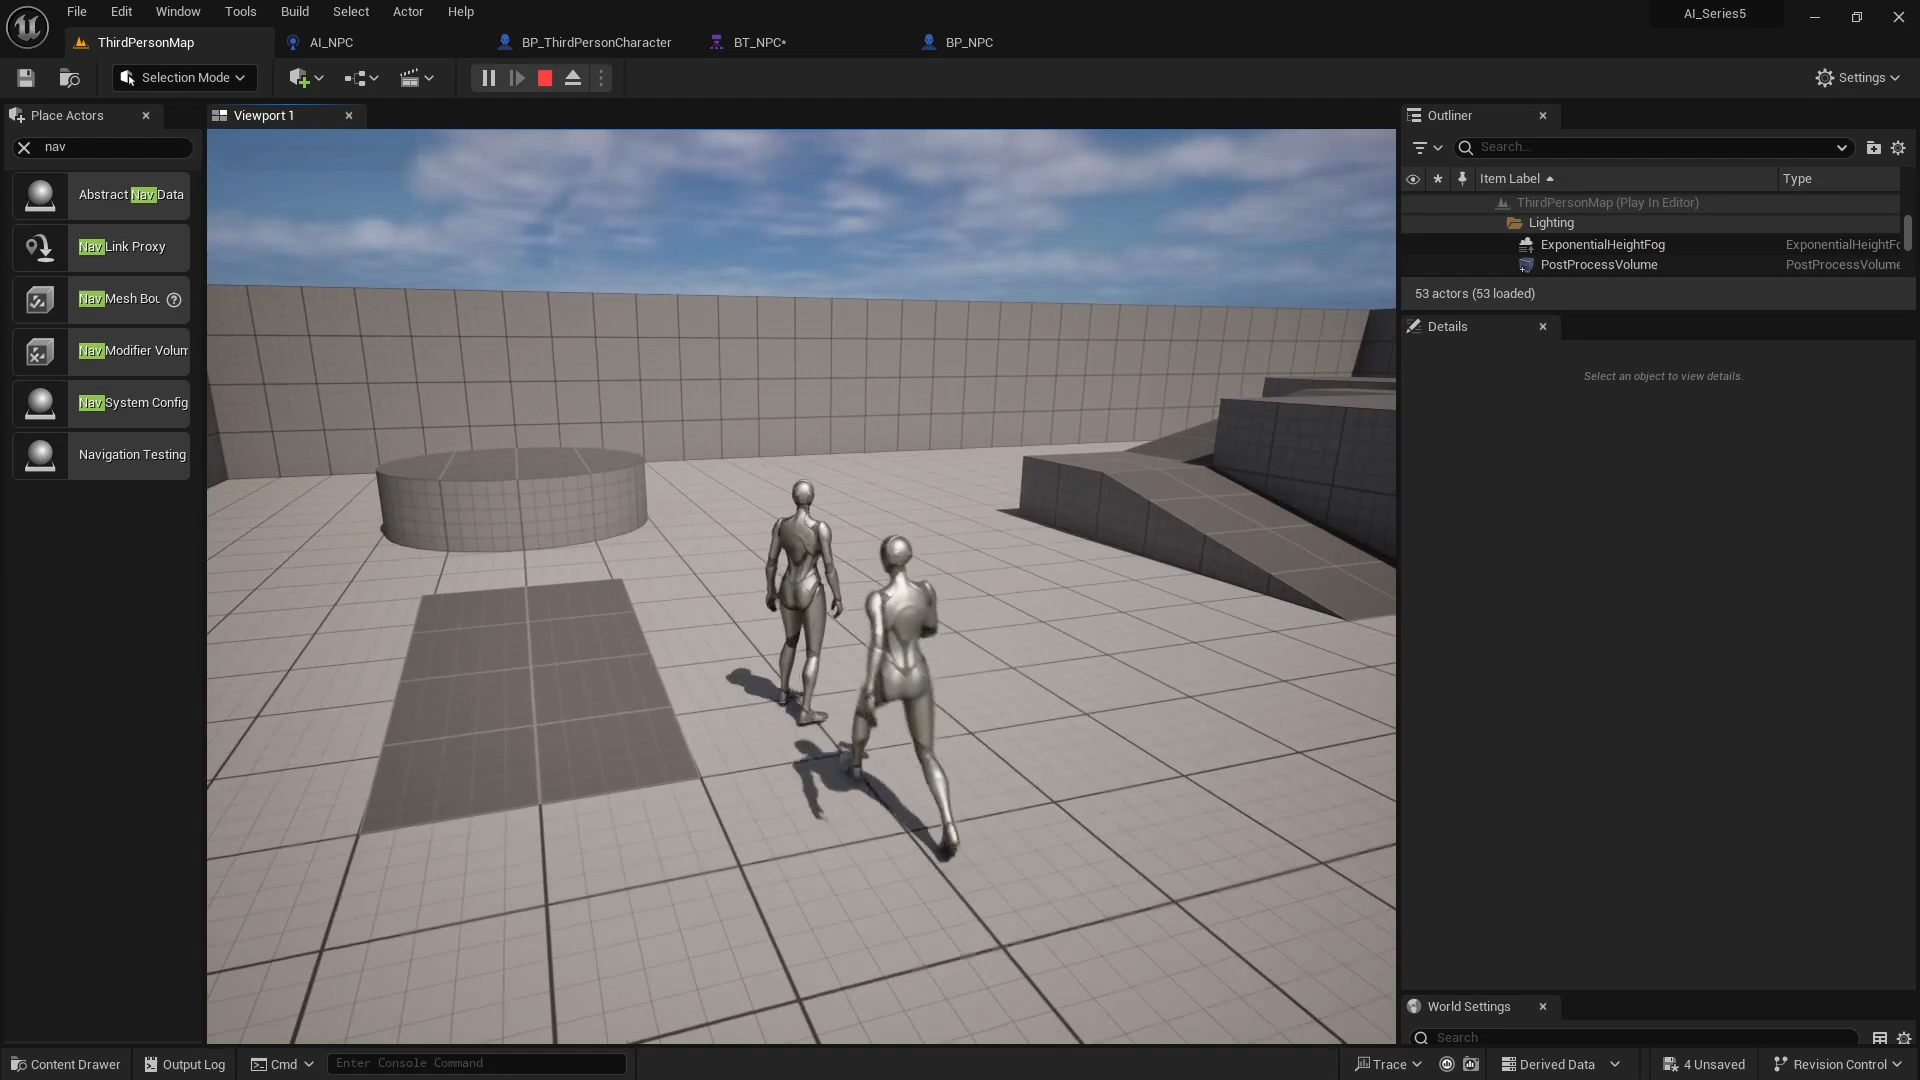 File Edit Window Tools Build Select Actor Help
AI_Series5
ThirdPersonMap
AI_NPC
BP_ThirdPersonCharacter
BT_NPC*
BP_NPC
Selection Mode
Settings
Place Actors
nav
Abstract Nav Data
Nav Link Proxy
Nav Mesh Bou
Nav Modifier Volum
Nav System Config
Navigation Testing
Viewport 1
Outliner
Search...
Item Label
Type
ThirdPersonMap (Play In Editor)
Lighting
ExponentialHeightFog
ExponentialHeightFo
PostProcessVolume
PostProcessVolume
53 actors (53 loaded)
Details
Select an object to view details.
World Settings
Search
Content Drawer
Output Log
Cmd
Enter Console Command
Trace
Derived Data
4 Unsaved
Revision Control